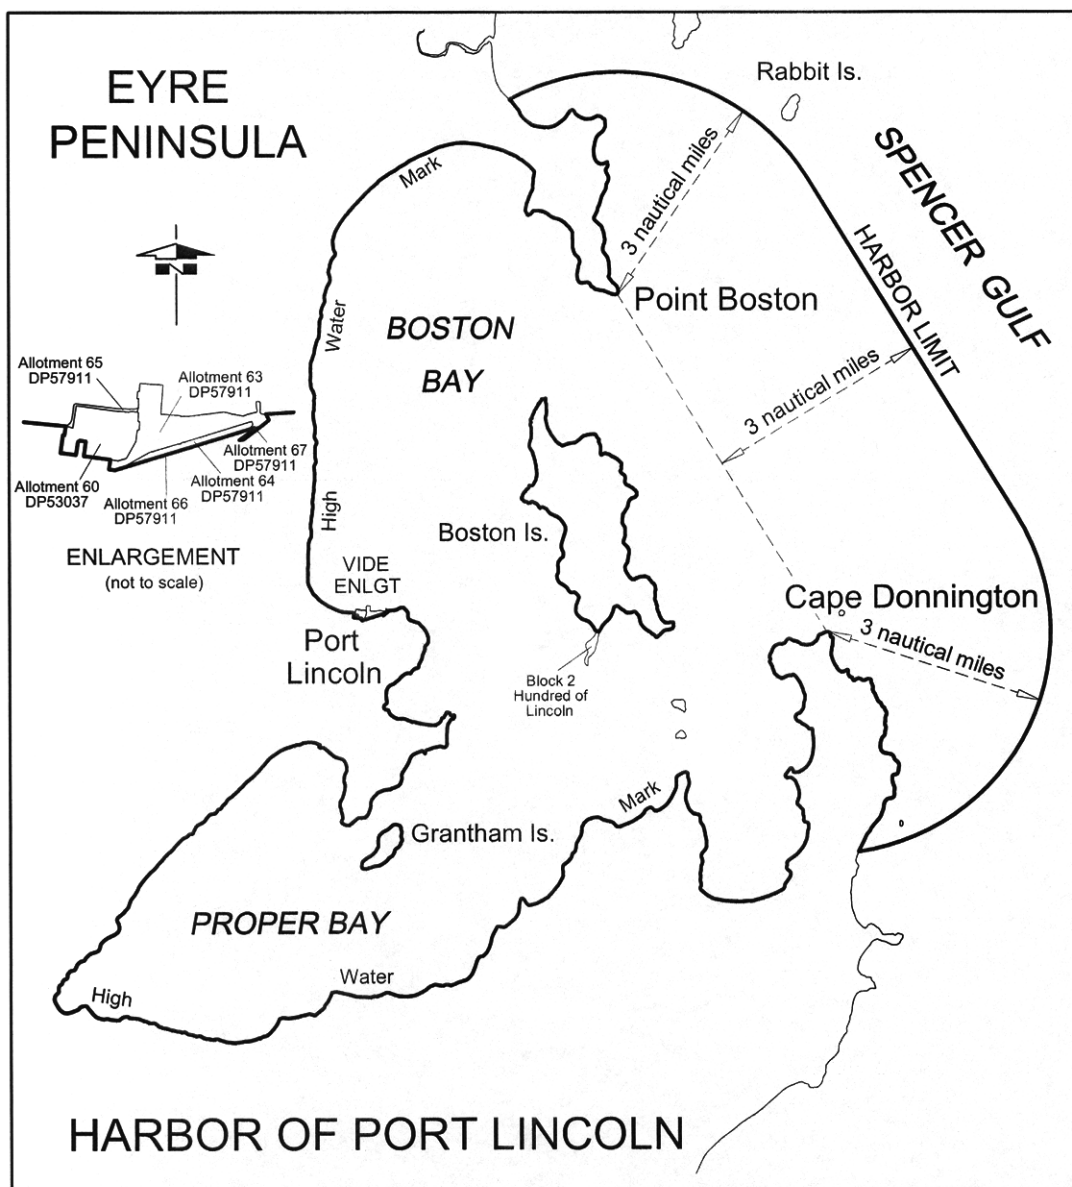 EYRE
PENINSULA
Rabbit Is.
SPENCER GULF
Mark
3 nautical miles
HARBOR LIMIT
Point Boston
Water
BOSTON
BAY
N
3 nautical miles
Allotment 65
DP57911
Allotment 63
DP57911
Allotment 67
DP57911
Allotment 64
DP57911
Allotment 60
DP53037
Allotment 66
DP57911
High
Boston Is.
ENLARGEMENT
(not to scale)
VIDE
ENLGT
Cape Donnington
3 nautical miles
Port
Lincoln
Block 2
Hundred of
Lincoln
Mark
Grantham Is.
PROPER BAY
Water
High
HARBOR OF PORT LINCOLN